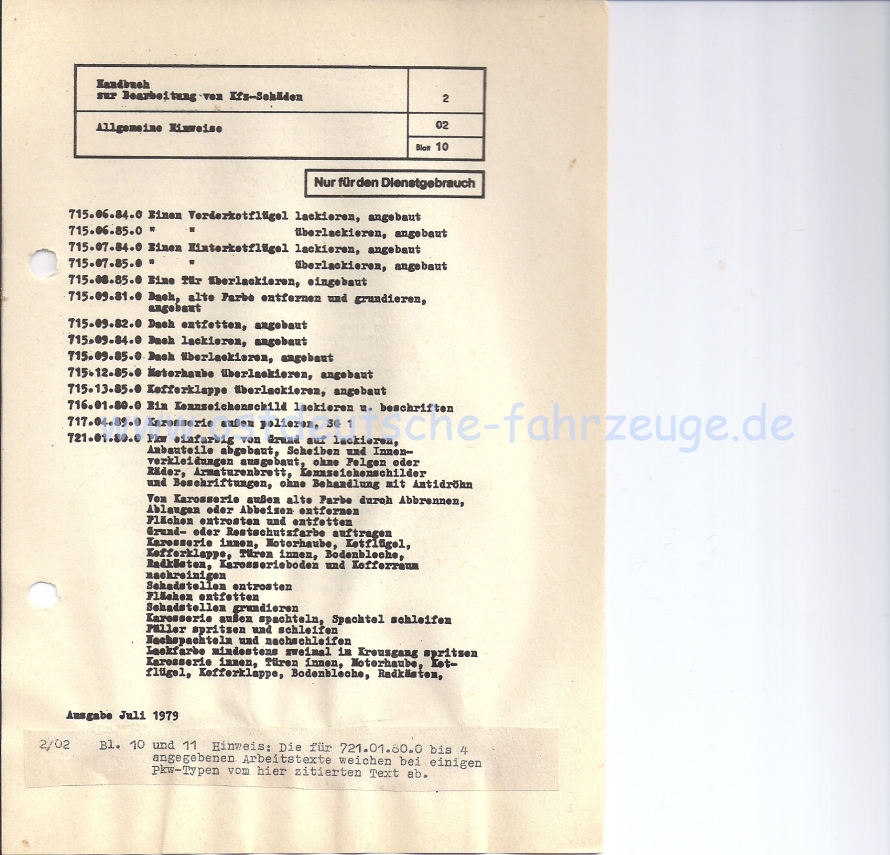 Handbuch
zur Bearbeitung von Kfz-Schäden
2
Allgemeine Hinweise
02
Blatt 10
Nur für den Dienstgebrauch
715.06.84.0 Einen Vorderkotflügel lackieren, angebaut
715.06.85.0 " " überlackieren, angebaut
715.07.84.0 Einen Hinterkotflügel lackieren, angebaut
715.07.85.0 " " überlackieren, angebaut
715.08.85.0 Eine Tür überlackieren, eingebaut
715.09.81.0 Dach, alte Farbe entfernen und grundieren,
angebaut
715.09.82.0 Dach entfetten, angebaut
715.09.84.0 Dach lackieren, angebaut
715.09.85.0 Dach überlackieren, angebaut
715.12.85.0 Motorhaube überlackieren, angebaut
715.13.85.0 Kofferklappe überlackieren, angebaut
716.01.80.0 Ein Kennzeichenschild lackieren u. beschriften
717.04.89.0 Karosserie außen polieren, SG 1
www.ostdeutsche-fahrzeuge.de
721.01.80.0 Pkw einfarbig von Grund auf lackieren,
Anbauteile abgebaut, Scheiben und Innen-
verkleidungen ausgebaut, ohne Felgen oder
Räder, Armaturenbrett, Kennzeichenschilder
und Beschriftungen, ohne Behandlung mit Antidröhn
Von Karosserie außen alte Farbe durch Abbrennen,
Ablaugen oder Abbeizen entfernen
Flächen entrosten und entfetten
Grund- oder Rostschutzfarbe auftragen
Karosserie innen, Motorhaube, Kotflügel,
Kofferklappe, Türen innen, Bodenbleche,
Radkästen, Karosserieboden und Kofferraum
nachreinigen
Schadstellen entrosten
Flächen entfetten
Schadstellen grundieren
Karosserie außen spachteln, Spachtel schleifen
Füller spritzen und schleifen
Nachspachteln und nachschleifen
Lackfarbe mindestens zweimal im Kreuzgang spritzen
Karosserie innen, Türen innen, Motorhaube, Kot-
flügel, Kofferklappe, Bodenbleche, Radkästen,
Ausgabe Juli 1979
2/02 Bl. 10 und 11 Hinweis: Die für 721.01.80.0 bis 4
angegebenen Arbeitstexte weichen bei einigen
Pkw-Typen vom hier zitierten Text ab.